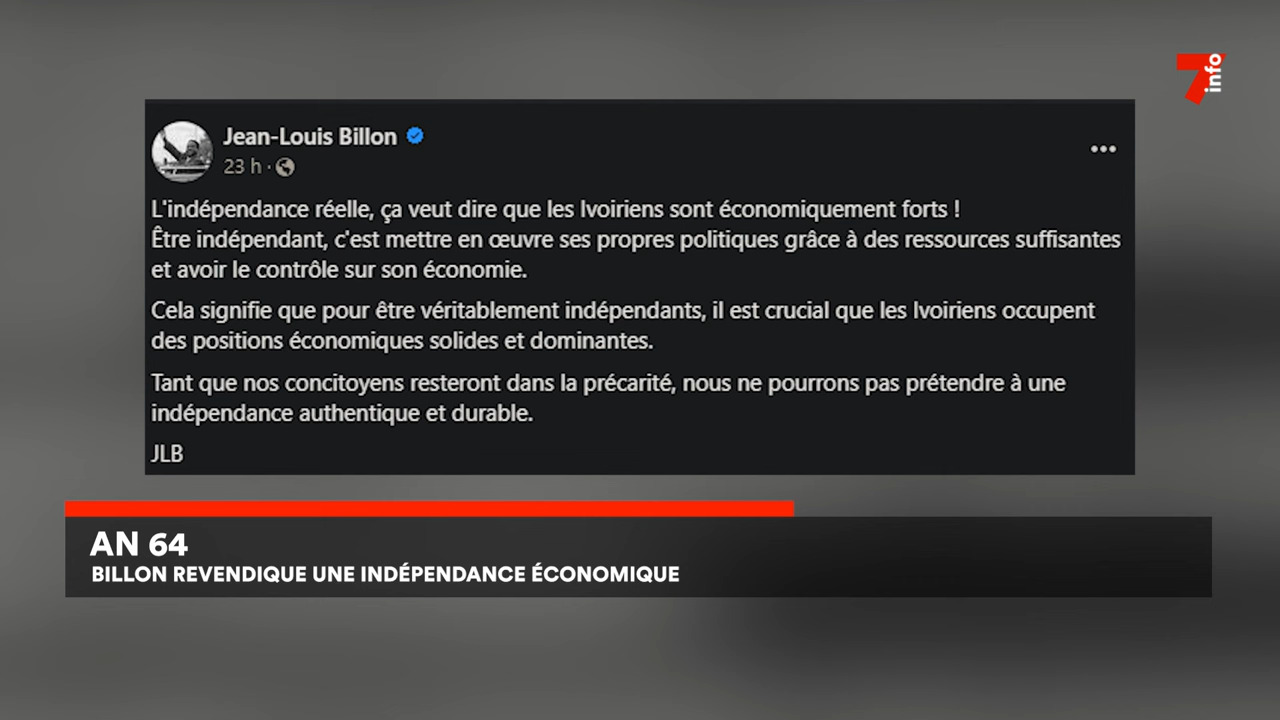 7info
Jean-Louis Billon
23 h ·
L'indépendance réelle, ça veut dire que les Ivoiriens sont économiquement forts !
Être indépendant, c'est mettre en œuvre ses propres politiques grâce à des ressources suffisantes
et avoir le contrôle sur son économie.
Cela signifie que pour être véritablement indépendants, il est crucial que les Ivoiriens occupent
des positions économiques solides et dominantes.
Tant que nos concitoyens resteront dans la précarité, nous ne pourrons pas prétendre à une
indépendance authentique et durable.
JLB
AN 64
BILLON REVENDIQUE UNE INDÉPENDANCE ÉCONOMIQUE